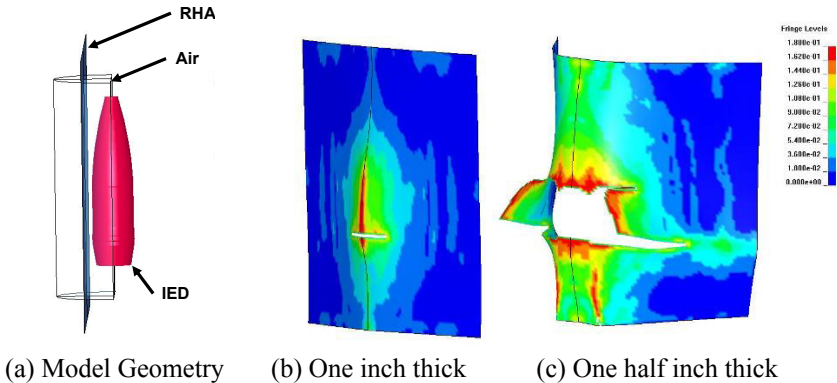 RHA
Air
IED
Fringe Levels
1.800e-01
1.620e-01
1.440e-01
1.260e-01
1.080e-01
9.000e-02
7.200e-02
5.400e-02
3.600e-02
1.800e-02
0.000e+00
(a) Model Geometry
(b) One inch thick
(c) One half inch thick